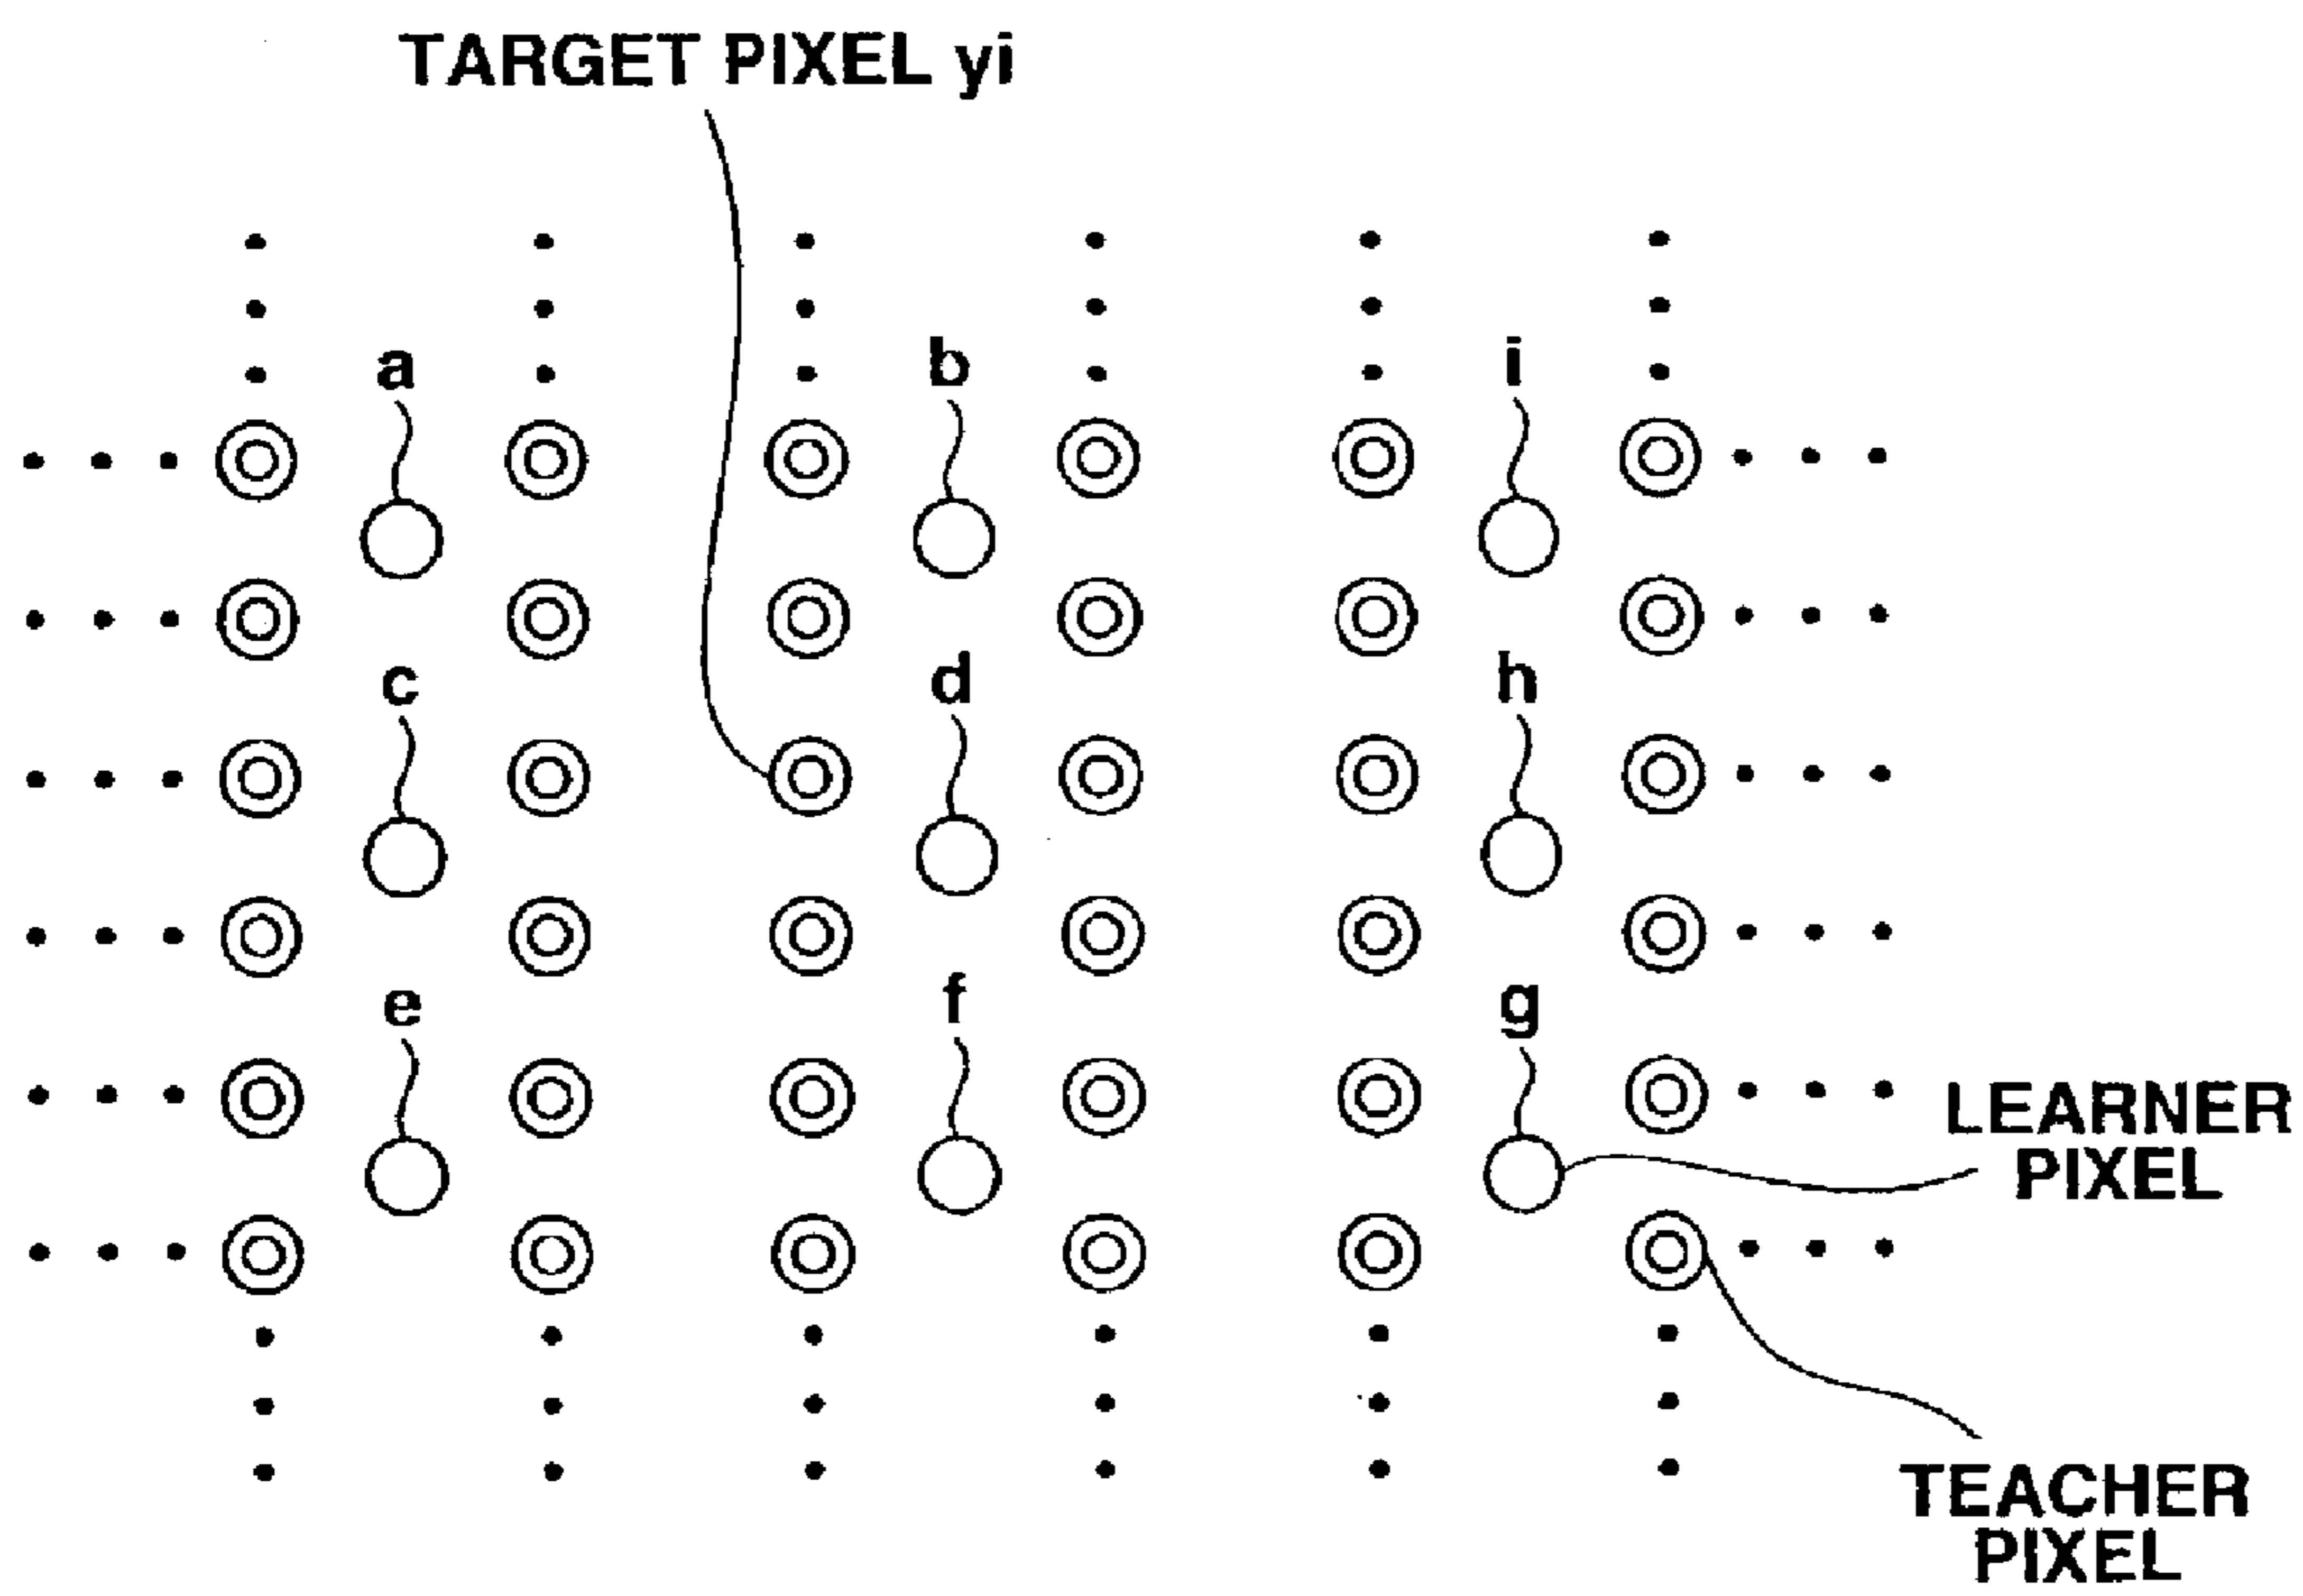 TARGET PIXEL yi
a b i
c d h
e f g
LEARNER
PIXEL
TEACHER
PIXEL